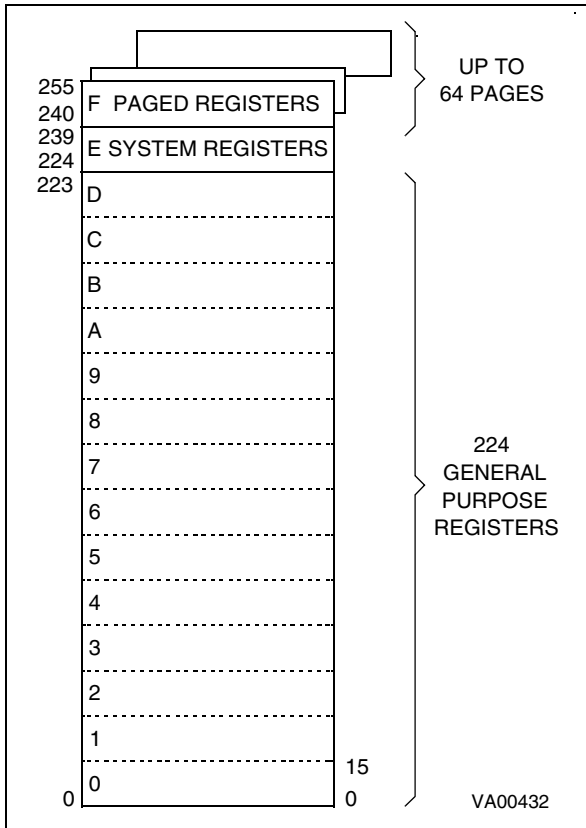 UP TO
64 PAGES
255
240
F PAGED REGISTERS
239
224
E SYSTEM REGISTERS
223
D
C
B
A
9
8
7
6
5
4
3
2
1
0
224
GENERAL
PURPOSE
REGISTERS
15
0
0
VA00432